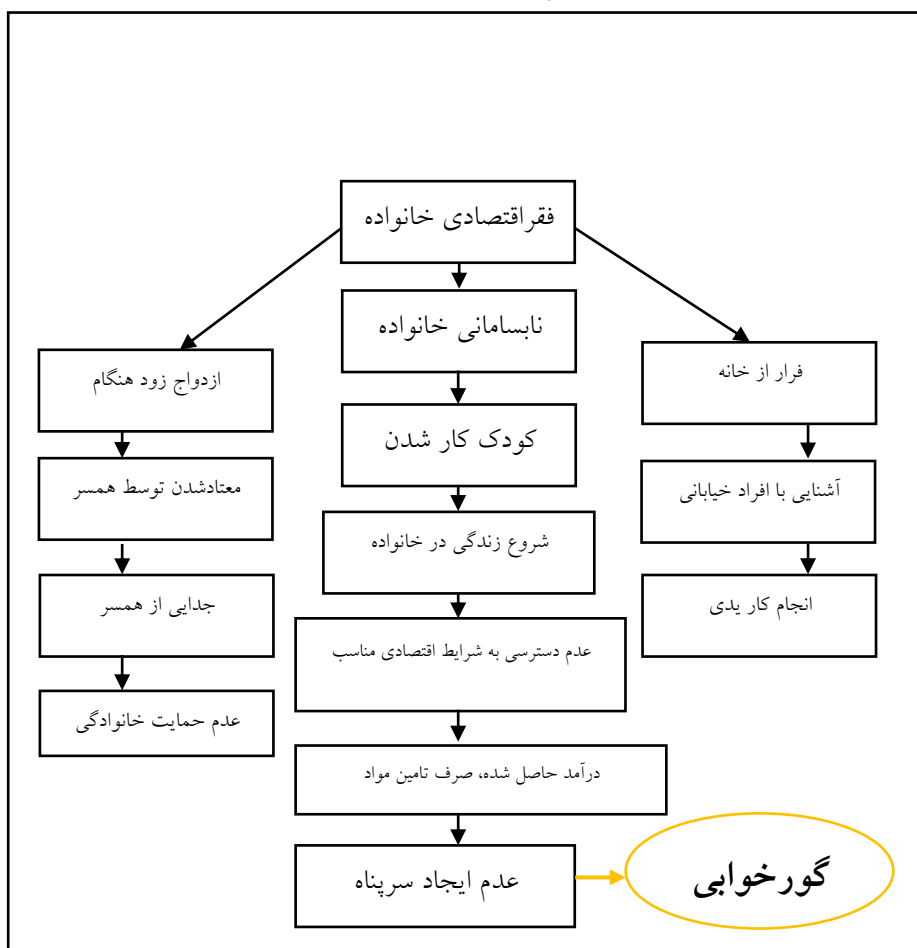 فقراقتصادی خانواده
نابسامانی خانواده
فرار از خانه
ازدواج زود هنگام
کودک کار شدن
آشنایی با افراد خیابانی
معتادشدن توسط همسر
شروع زندگی در خانواده
انجام کار یدی
جدایی از همسر
عدم دسترسی به شرایط اقتصادی مناسب
عدم حمایت خانوادگی
درآمد حاصل شده، صرف تامین مواد
عدم ایجاد سرپناه
گورخوابی